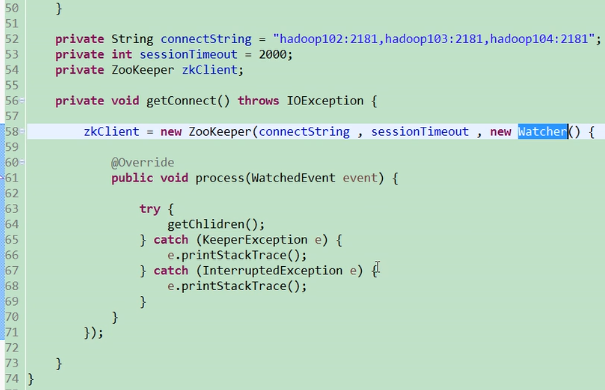 50 }
51
52 private String connectString = "hadoop102:2181,hadoop103:2181,hadoop104:2181";
53 private int sessionTimeout = 2000;
54 private ZooKeeper zkClient;
55
56 private void getConnect() throws IOException {
57
58 zkClient = new ZooKeeper(connectString , sessionTimeout , new Watcher() {
59
60 @Override
61 public void process(WatchedEvent event) {
62
63 try {
64 getChlidren();
65 } catch (KeeperException e) {
66 e.printStackTrace();
67 } catch (InterruptedException e) {
68 e.printStackTrace();
69 }
70 }
71 });
72
73 }
74 }